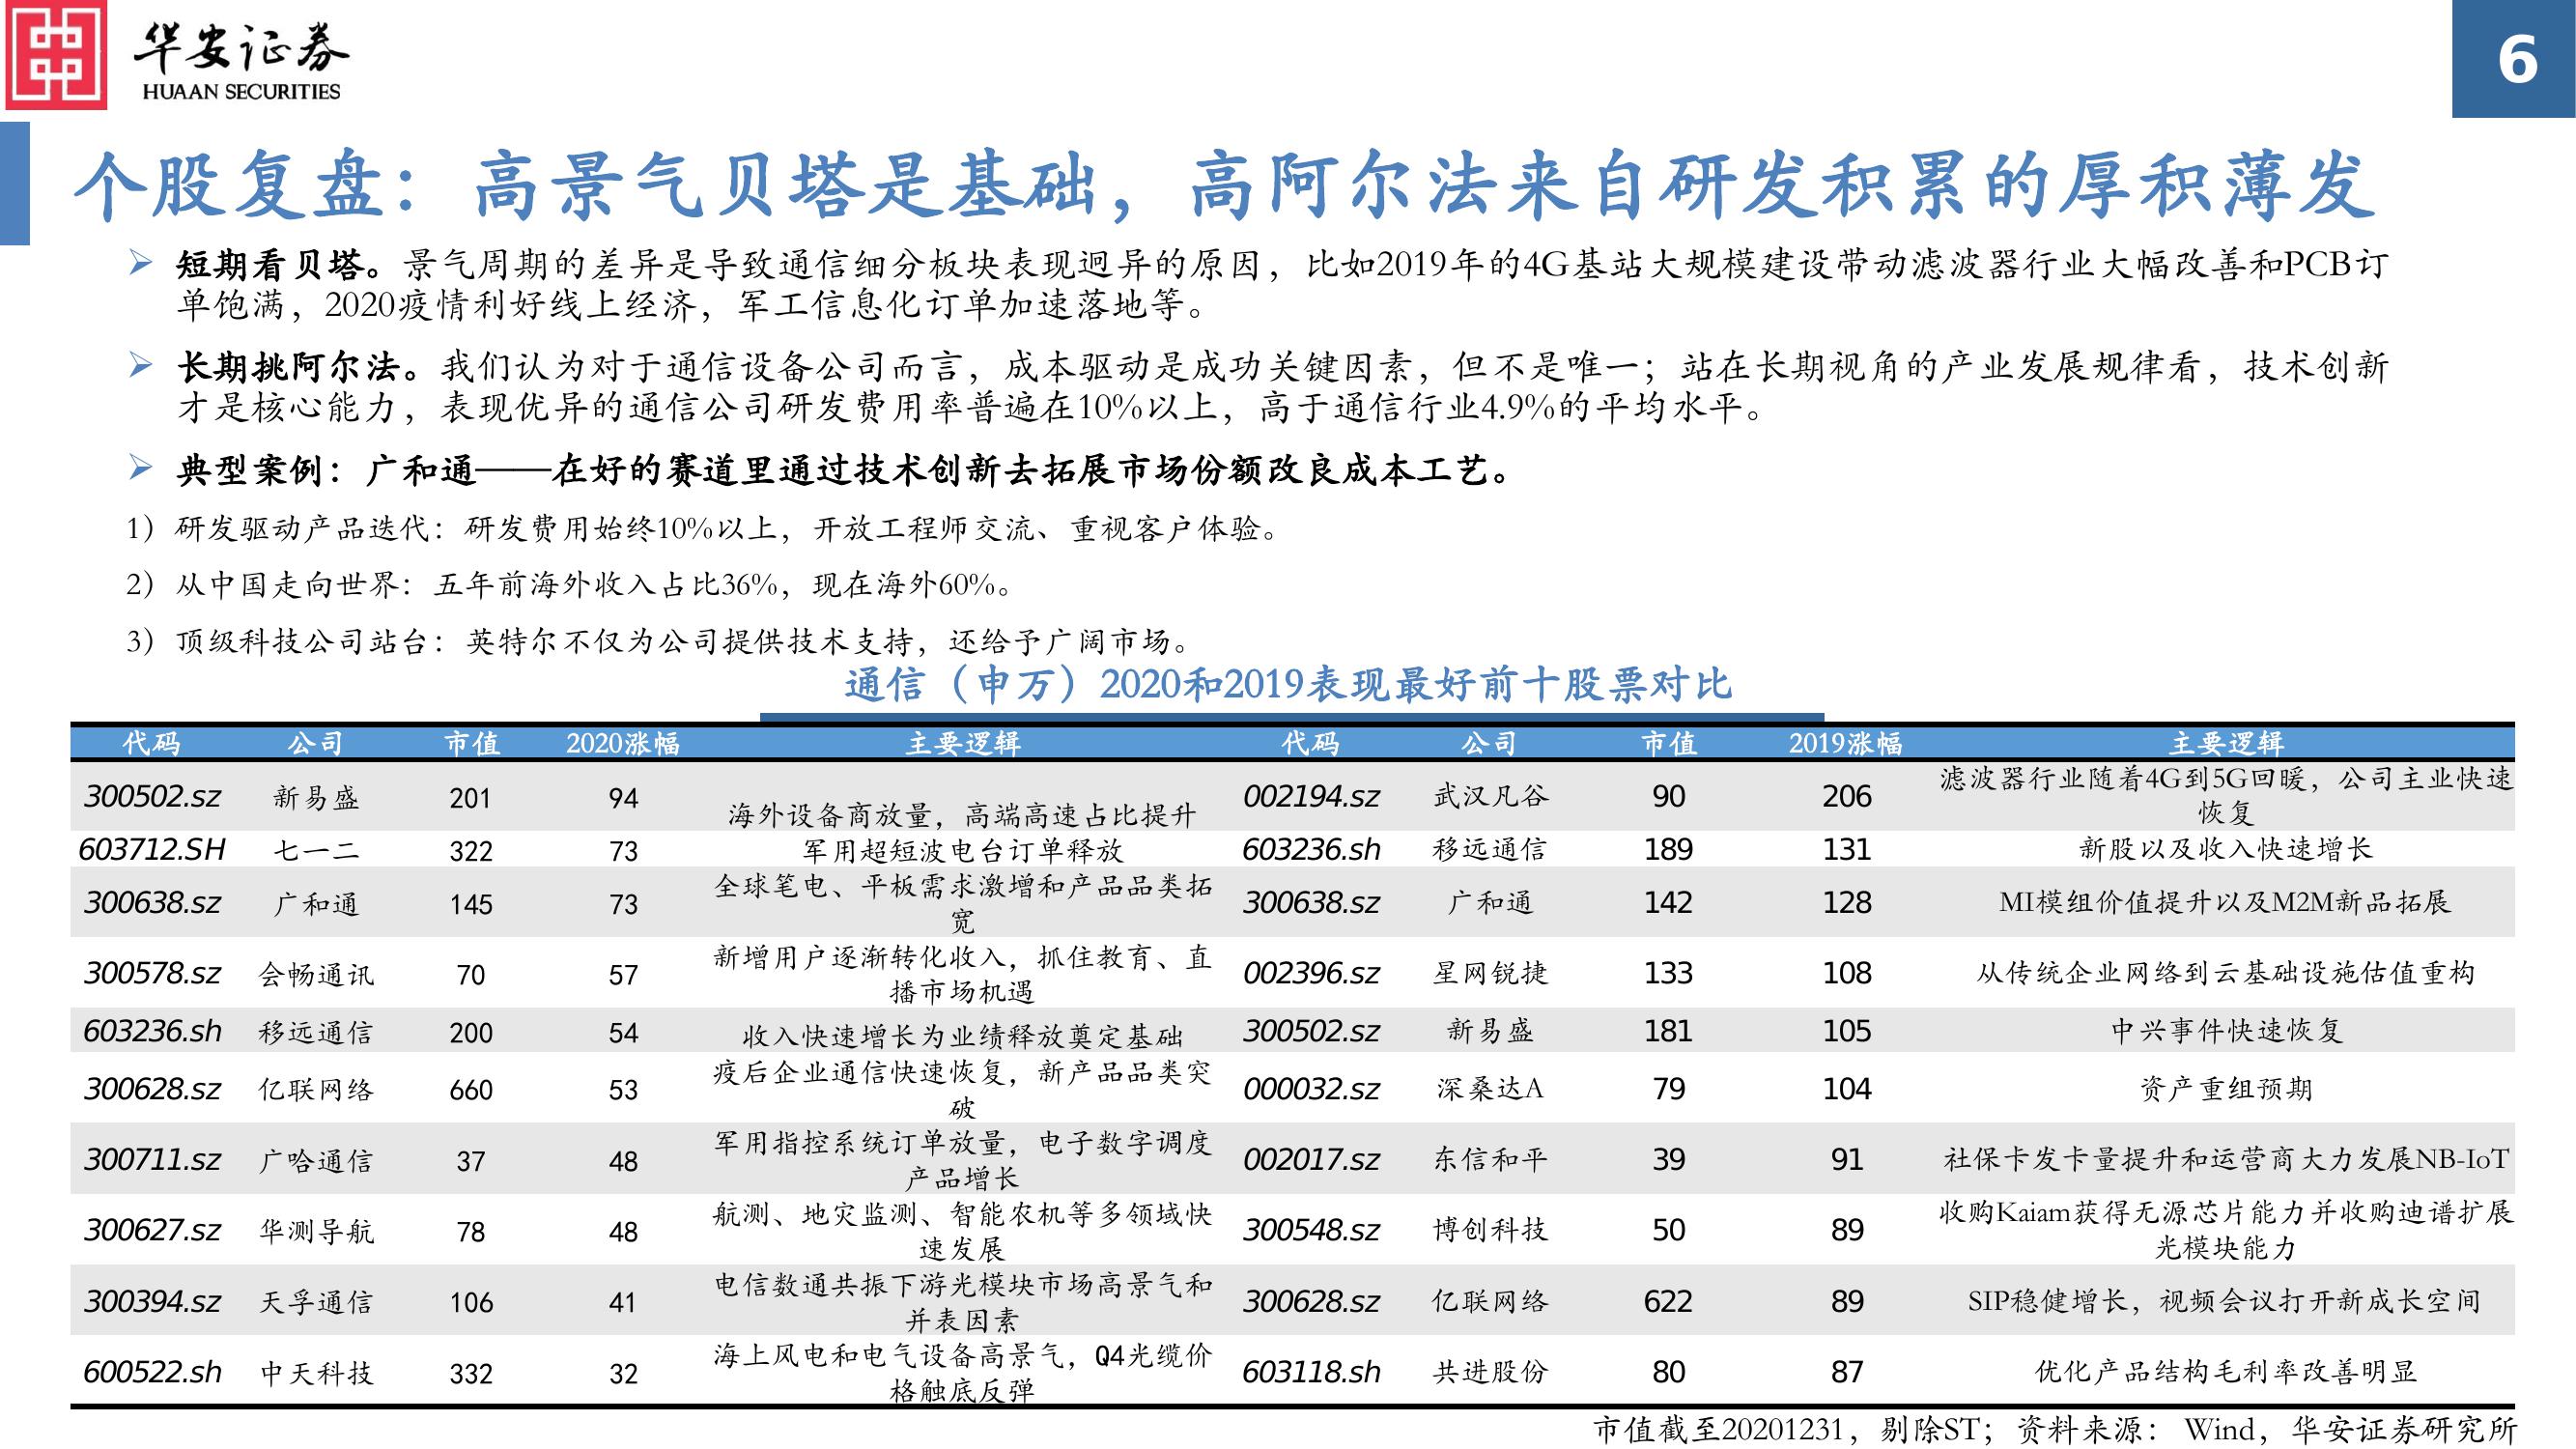 华安证券
HUAAN SECURITIES
6
个股复盘：高景气贝塔是基础，高阿尔法来自研发积累的厚积薄发
➢ 短期看贝塔。景气周期的差异是导致通信细分板块表现迥异的原因，比如2019年的4G基站大规模建设带动滤波器行业大幅改善和PCB订
单饱满，2020疫情利好线上经济，军工信息化订单加速落地等。
➢ 长期挑阿尔法。我们认为对于通信设备公司而言，成本驱动是成功关键因素，但不是唯一；站在长期视角的产业发展规律看，技术创新
才是核心能力，表现优异的通信公司研发费用率普遍在10%以上，高于通信行业4.9%的平均水平。
➢ 典型案例：广和通——在好的赛道里通过技术创新去拓展市场份额改良成本工艺。
1）研发驱动产品迭代：研发费用始终10%以上，开放工程师交流、重视客户体验。
2）从中国走向世界：五年前海外收入占比36%，现在海外60%。
3）顶级科技公司站台：英特尔不仅为公司提供技术支持，还给予广阔市场。
通信（申万）2020和2019表现最好前十股票对比
代码 公司 市值 2020涨幅 主要逻辑 代码 公司 市值 2019涨幅 主要逻辑
300502.sz 新易盛 201 94 海外设备商放量，高端高速占比提升 002194.sz 武汉凡谷 90 206 滤波器行业随着4G到5G回暖，公司主业快速
恢复
603712.SH 七一二 322 73 军用超短波电台订单释放 603236.sh 移远通信 189 131 新股以及收入快速增长
300638.sz 广和通 145 73 全球笔电、平板需求激增和产品品类拓
宽 300638.sz 广和通 142 128 MI模组价值提升以及M2M新品拓展
300578.sz 会畅通讯 70 57 新增用户逐渐转化收入，抓住教育、直
播市场机遇 002396.sz 星网锐捷 133 108 从传统企业网络到云基础设施估值重构
603236.sh 移远通信 200 54 收入快速增长为业绩释放奠定基础 300502.sz 新易盛 181 105 中兴事件快速恢复
300628.sz 亿联网络 660 53 疫后企业通信快速恢复，新产品品类突
破 000032.sz 深桑达A 79 104 资产重组预期
300711.sz 广哈通信 37 48 军用指控系统订单放量，电子数字调度
产品增长 002017.sz 东信和平 39 91 社保卡发卡量提升和运营商大力发展NB-IoT
300627.sz 华测导航 78 48 航测、地灾监测、智能农机等多领域快
速发展 300548.sz 博创科技 50 89 收购Kaiam获得无源芯片能力并收购迪谱扩展
光模块能力
300394.sz 天孚通信 106 41 电信数通共振下游光模块市场高景气和
并表因素 300628.sz 亿联网络 622 89 SIP稳健增长，视频会议打开新成长空间
600522.sh 中天科技 332 32 海上风电和电气设备高景气，Q4光缆价
格触底反弹 603118.sh 共进股份 80 87 优化产品结构毛利率改善明显
市值截至20201231，剔除ST；资料来源： Wind，华安证券研究所